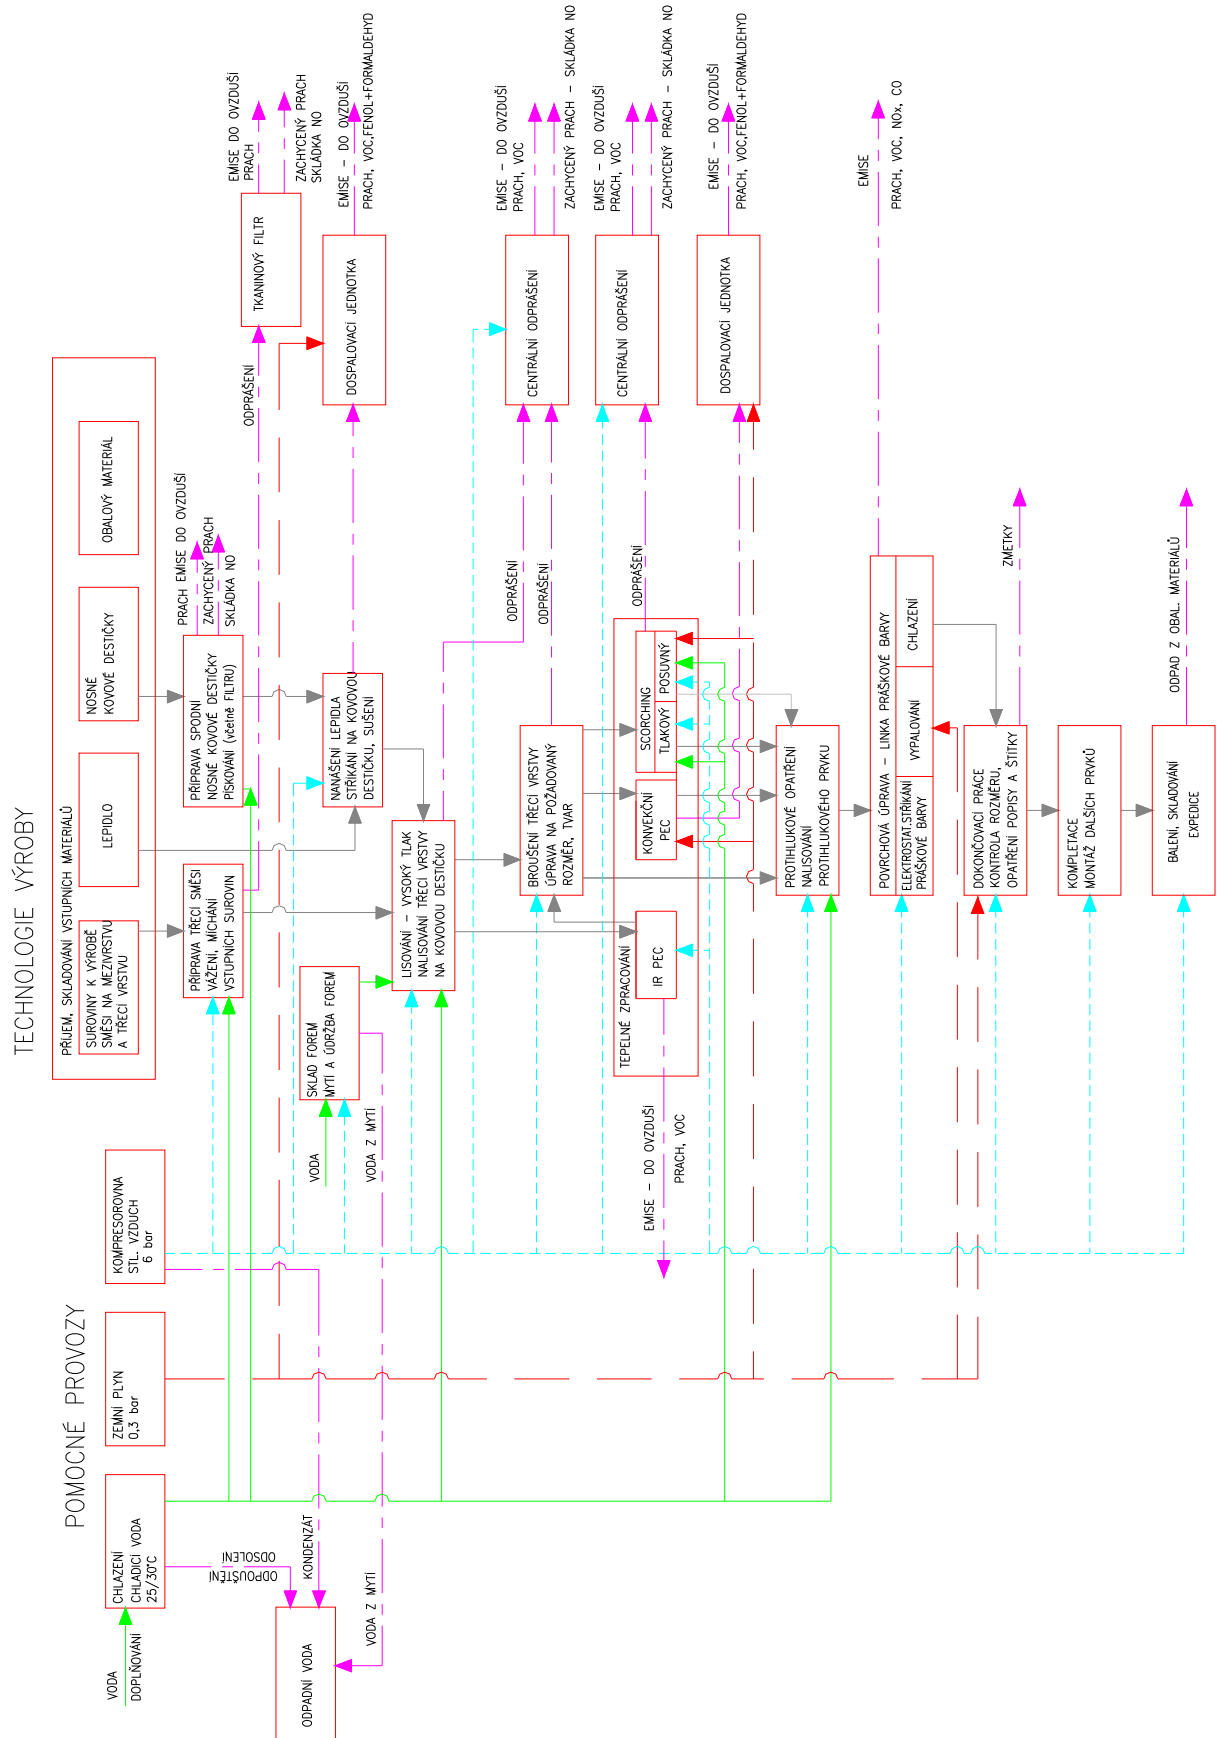 TECHNOLOGIE VÝROBY
POMOCNÉ PROVOZY
PŘÍJEM, SKLADOVÁNÍ VSTUPNÍCH MATERIÁLŮ
SUROVINY K VÝROBĚ
SMĚSI NA MEZIVRSTVU
A TŘECÍ VRSTVU
LEPIDLO
NOSNÉ
KOVOVÉ DESTIČKY
OBALOVÝ MATERIÁL
KOMPRESOROVNA
STL. VZDUCH
6 bar
ZEMNÍ PLYN
0,3 bar
CHLAZENÍ
CHLADICÍ VODA
25/30°C
VODA
DOPLŇOVÁNÍ
ODPOUŠTĚNÍ
ODSOLENÍ
KONDENZÁT
ODPADNÍ VODA
VODA Z MYTÍ
VODA Z MYTÍ
VODA
SKLAD FOREM
MYTÍ A ÚDRŽBA FOREM
PŘÍPRAVA TŘECÍ SMĚSI
VÁŽENÍ, MÍCHÁNÍ
VSTUPNÍCH SUROVIN
PŘÍPRAVA SPODNÍ
NOSNÉ KOVOVÉ DESTIČKY
PÍSKOVÁNÍ (včetně FILTRU)
PRACH EMISE DO OVZDUŠÍ
ZACHYCENÝ PRACH
SKLÁDKA NO
ODPRÁŠENÍ
TKANINOVÝ FILTR
EMISE DO OVZDUŠÍ
PRACH
ZACHYCENÝ PRACH
SKLÁDKA NO
NANÁŠENÍ LEPIDLA
STŘÍKÁNÍ NA KOVOVOU
DESTIČKU, SUŠENÍ
DOSPALOVACÍ JEDNOTKA
EMISE – DO OVZDUŠÍ
PRACH, VOC,FENOL+FORMALDEHYD
LISOVÁNÍ – VYSOKÝ TLAK
NALISOVÁNÍ TŘECÍ VRSTVY
NA KOVOVOU DESTIČKU
ODPRÁŠENÍ
ODPRÁŠENÍ
CENTRÁLNÍ ODPRÁŠENÍ
EMISE – DO OVZDUŠÍ
PRACH, VOC
ZACHYCENÝ PRACH – SKLÁDKA NO
BROUŠENÍ TŘECÍ VRSTVY
ÚPRAVA NA POŽADOVANÝ
ROZMĚR, TVAR
TEPELNÉ ZPRACOVÁNÍ
IR PEC
KONVEKČNÍ
PEC
SCORCHING
TLAKOVÝ
POSUVNÝ
EMISE – DO OVZDUŠÍ
PRACH, VOC
ODPRÁŠENÍ
CENTRÁLNÍ ODPRÁŠENÍ
EMISE – DO OVZDUŠÍ
PRACH, VOC
ZACHYCENÝ PRACH – SKLÁDKA NO
DOSPALOVACÍ JEDNOTKA
EMISE – DO OVZDUŠÍ
PRACH, VOC,FENOL+FORMALDEHYD
PROTIHLUKOVÉ OPATŘENÍ
NALISOVÁNÍ
PROTIHLUKOVÉHO PRVKU
POVRCHOVÁ ÚPRAVA – LINKA PRÁŠKOVÉ BARVY
ELEKTROSTAT.STŘÍKÁNÍ
PRÁŠKOVÉ BARVY
VYPALOVÁNÍ
CHLAZENÍ
EMISE
PRACH, VOC, NOx, CO
DOKONČOVACÍ PRÁCE
KONTROLA ROZMĚRU,
OPATŘENÍ POPISY A ŠTÍTKY
ZMETKY
KOMPLETACE
MONTÁŽ DALŠÍCH PRVKŮ
BALENÍ, SKLADOVÁNÍ
EXPEDICE
ODPAD Z OBAL. MATERIÁLŮ